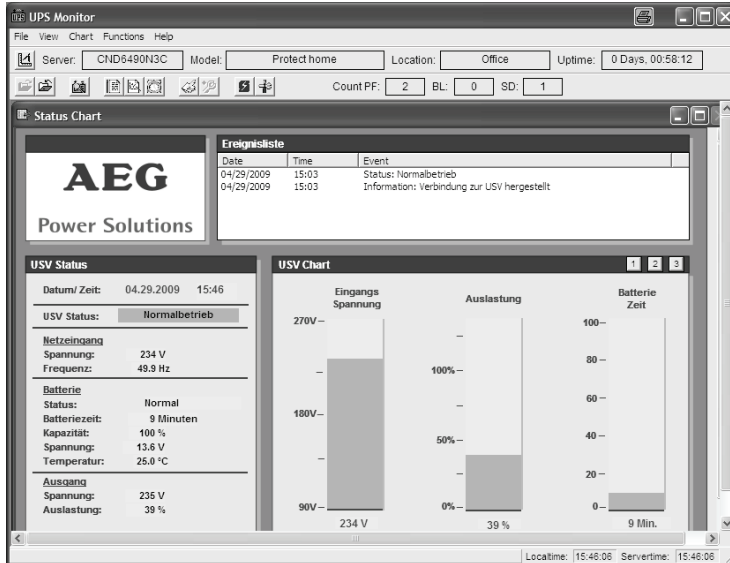 UPS Monitor
File View Chart Functions Help
Server: CND6490N3C Model: Protect home Location: Office Uptime: 0 Days, 00:58:12
Count PF: 2 BL: 0 SD: 1
Status Chart
AEG
Power Solutions
Ereignisliste
Date Time Event
04/29/2009 15:03 Status: Normalbetrieb
04/29/2009 15:03 Information: Verbindung zur USV hergestellt
USV Status
Datum/ Zeit: 04.29.2009 15:46
USV Status: Normalbetrieb
Netzeingang
Spannung: 234 V
Frequenz: 49.9 Hz
Batterie
Status: Normal
Batteriezeit: 9 Minuten
Kapazität: 100 %
Spannung: 13.6 V
Temperatur: 25.0 °C
Ausgang
Spannung: 235 V
Auslastung: 39 %
USV Chart 1 2 3
Eingangs
Spannung
270V
180V
90V
234 V
Auslastung
100%
50%
0%
39 %
Batterie
Zeit
100
80
60
40
20
0
9 Min.
Localtime: 15:46:06 Servertime: 15:46:06